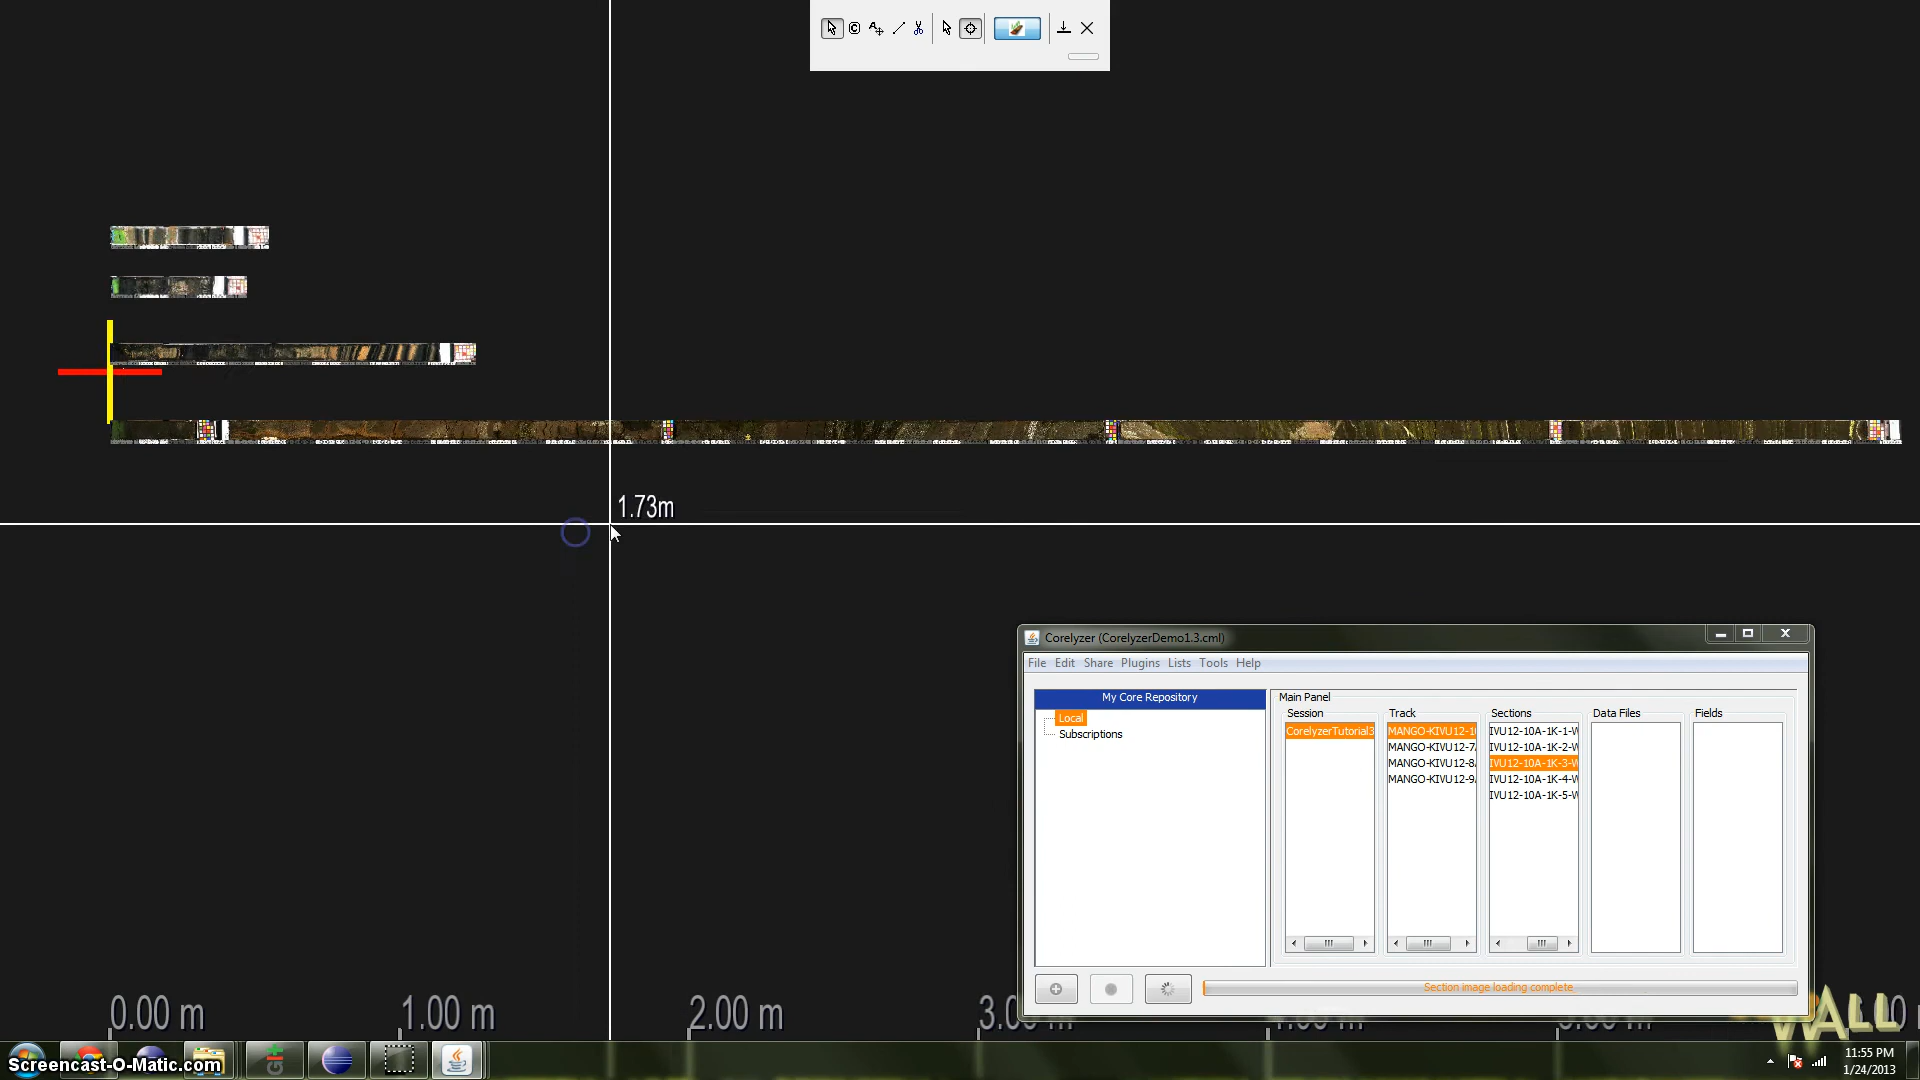 1.73m
Corelyzer (CorelyzerDemo1.3.cml)
File Edit Share Plugins Lists Tools Help
My Core Repository
Local
Subscriptions
Main Panel
Session
CorelyzerTutorial3
Track
MANGO-KIVU12-10
MANGO-KIVU12-7
MANGO-KIVU12-8
MANGO-KIVU12-9
Sections
IVU12-10A-1K-1-W
IVU12-10A-1K-2-W
IVU12-10A-1K-3-W
IVU12-10A-1K-4-W
IVU12-10A-1K-5-W
Data Files
Fields
Section image loading complete
0.00 m 1.00 m 2.00 m
WALL
Screencast-O-Matic.com
11:55 PM
1/24/2013